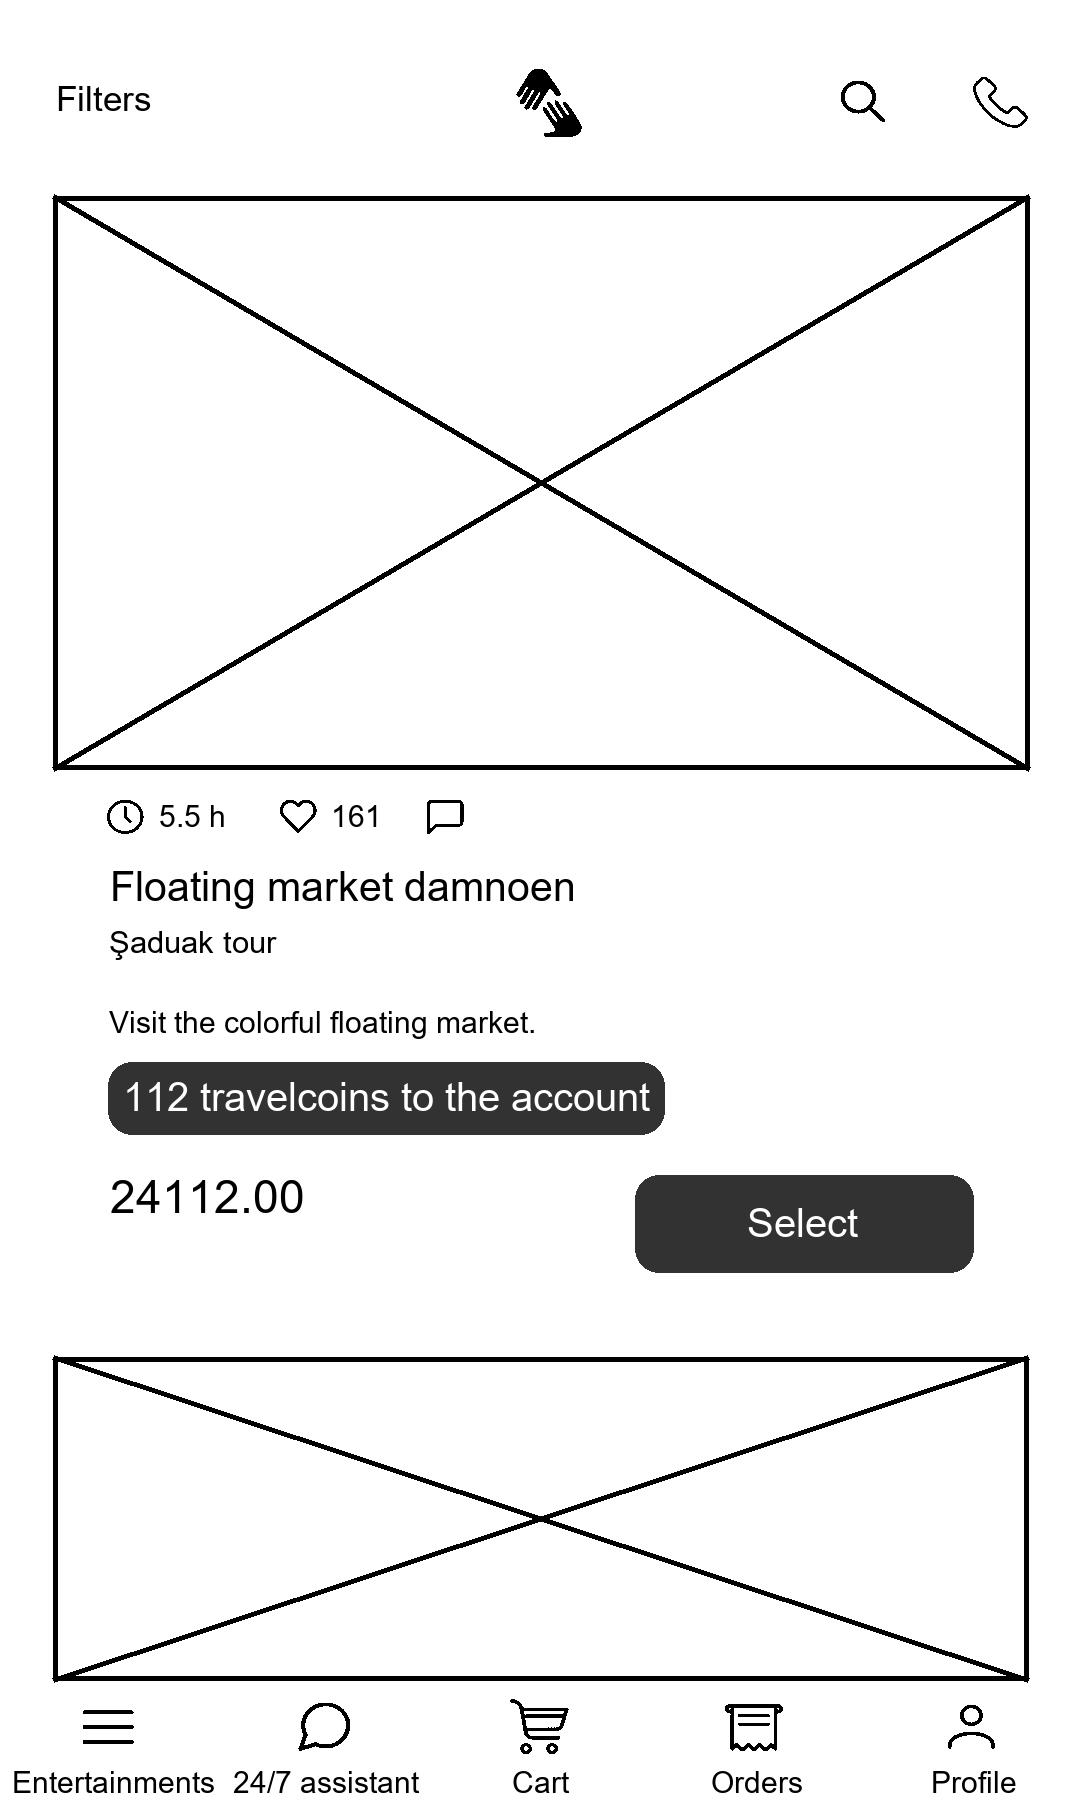 Filters
5.5 h 161
Floating market damnoen
Şaduak tour
Visit the colorful floating market.
112 travelcoins to the account
24112.00
Select
Entertainments 24/7 assistant Cart Orders Profile